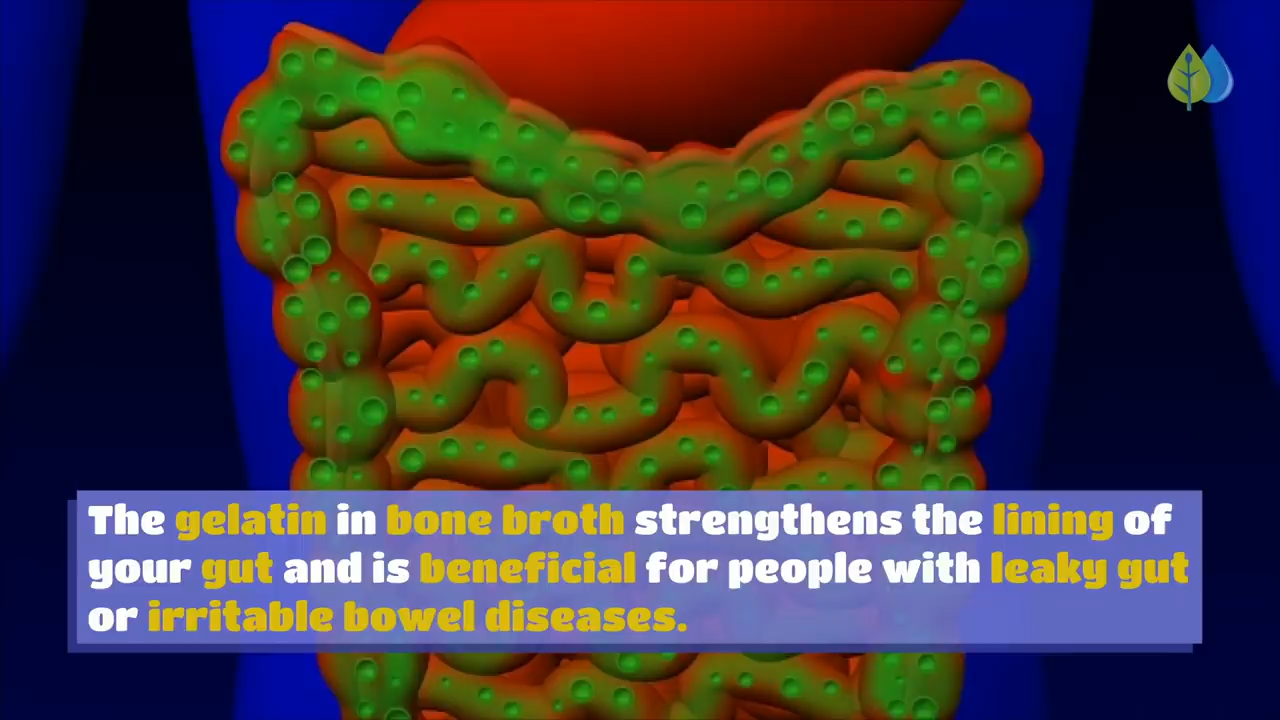 The gelatin in bone broth strengthens the lining of
your gut and is beneficial for people with leaky gut
or irritable bowel diseases.